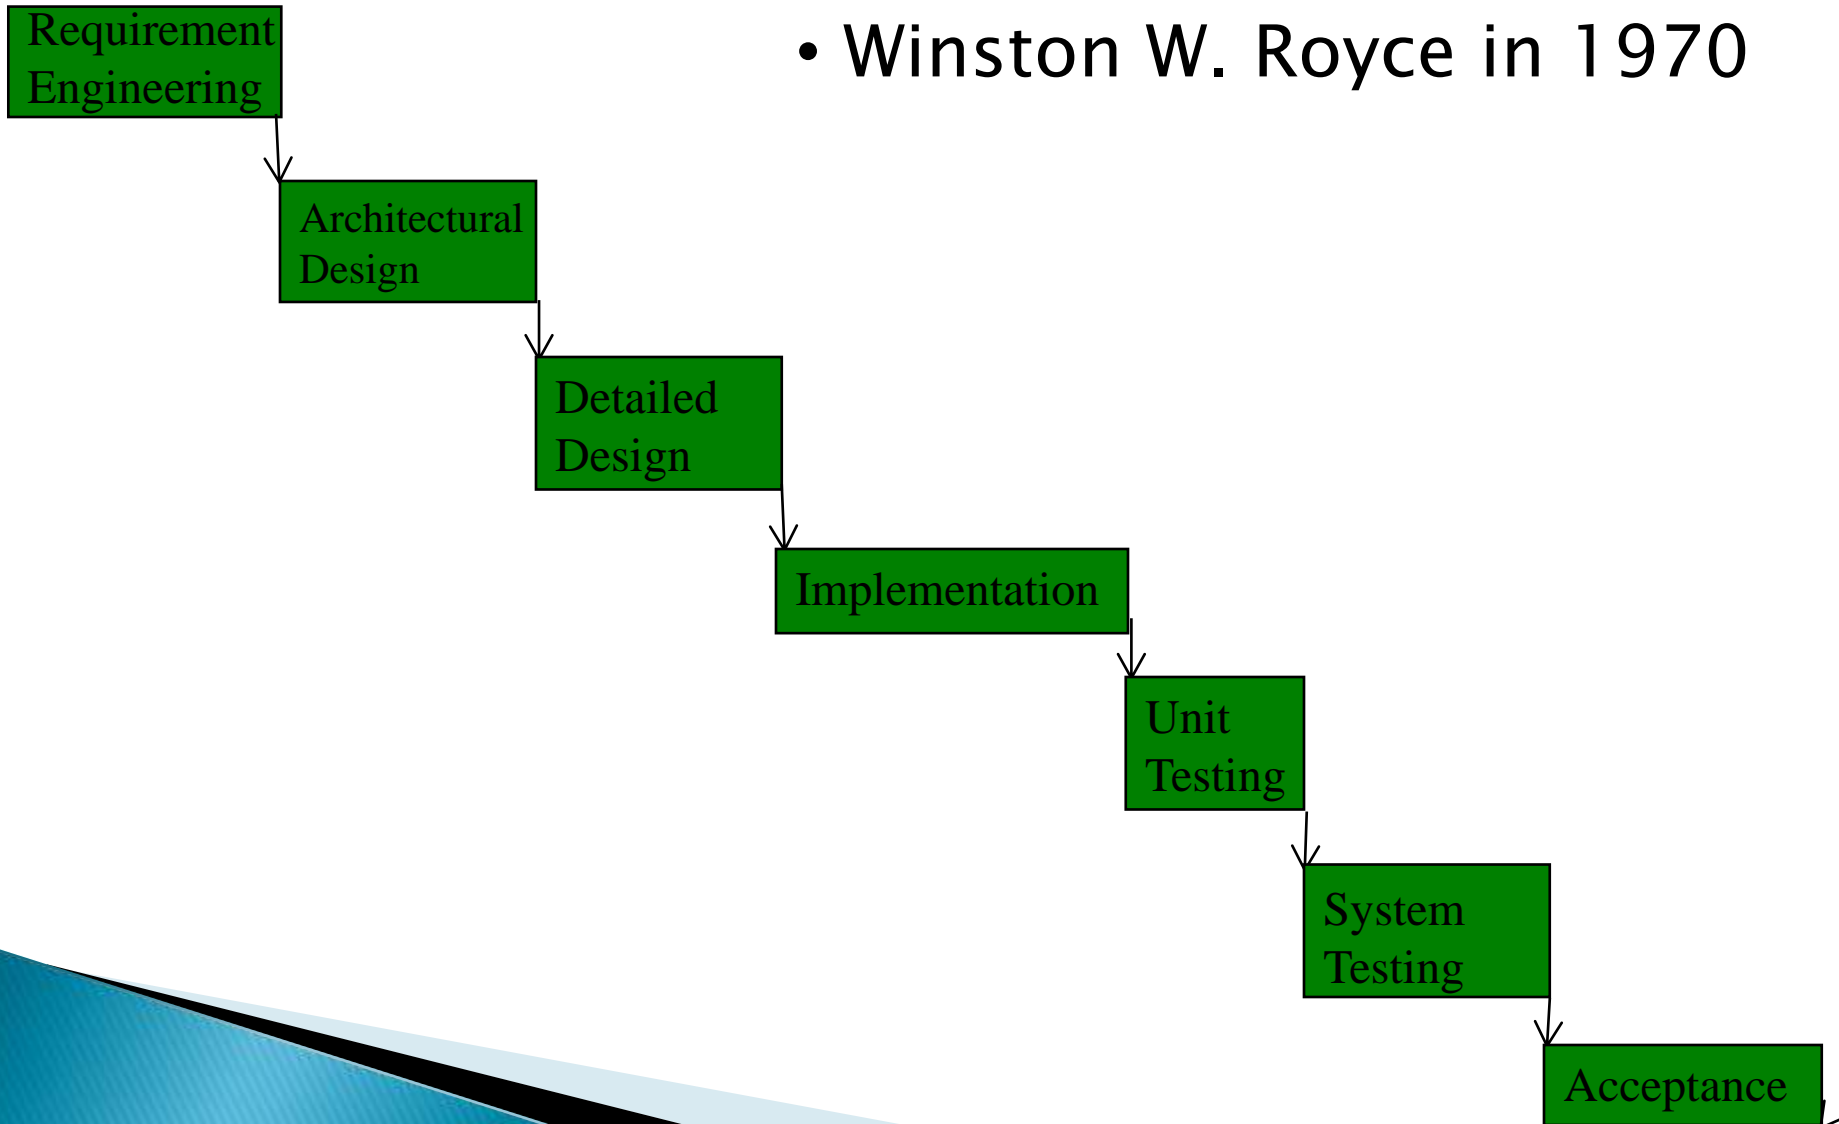 Requirement
Engineering
• Winston W. Royce in 1970
Architectural
Design
Detailed
Design
Implementation
Unit
Testing
System
Testing
Acceptance